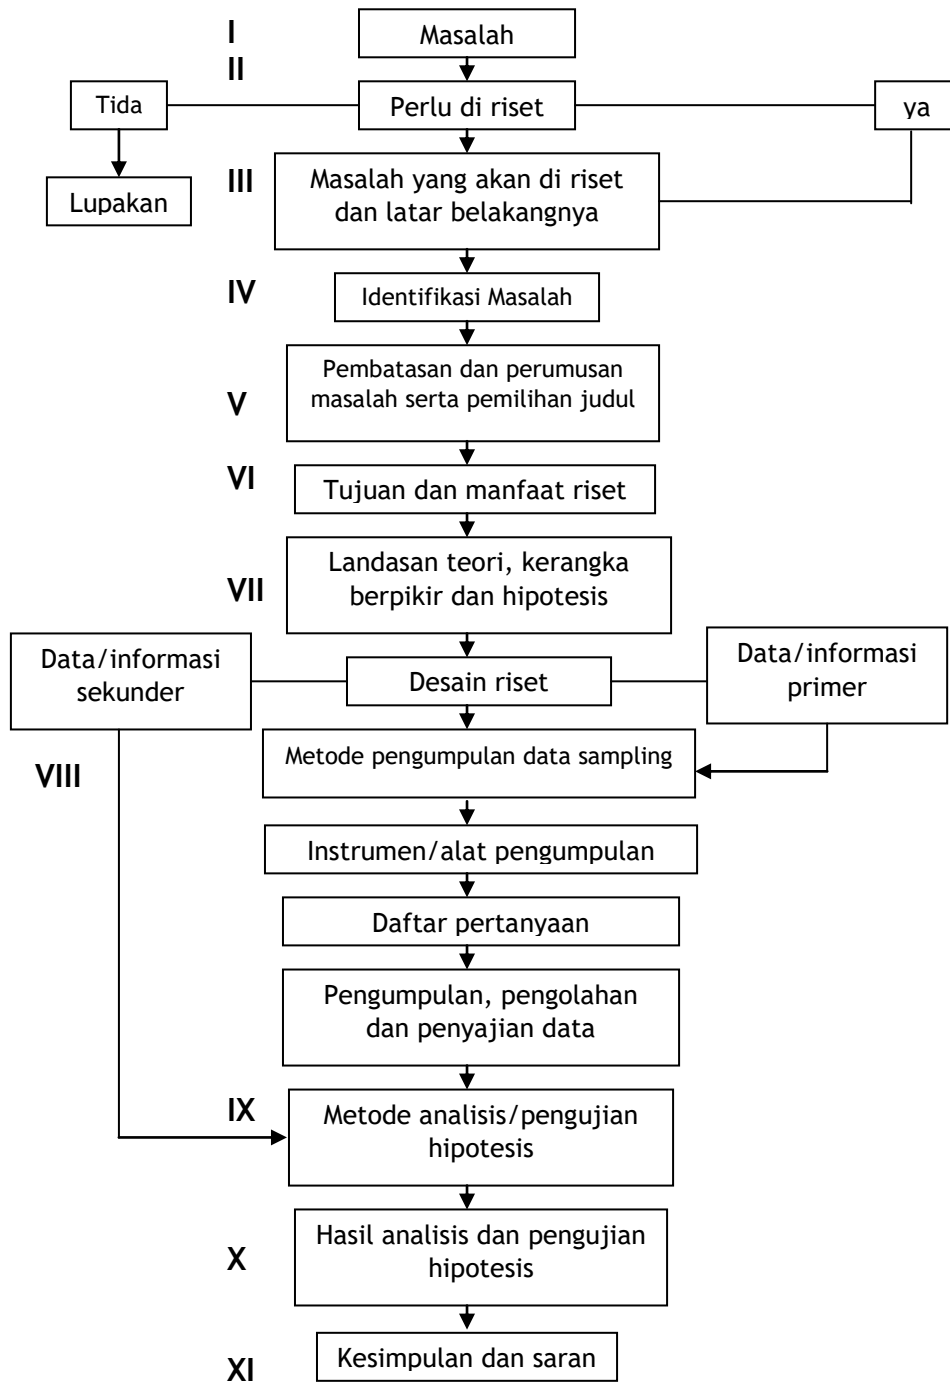 I
Masalah
II
Tida
Perlu di riset
ya
III
Masalah yang akan di riset
dan latar belakangnya
Lupakan
IV
Identifikasi Masalah
V
Pembatasan dan perumusan
masalah serta pemilihan judul
VI
Tujuan dan manfaat riset
VII
Landasan teori, kerangka
berpikir dan hipotesis
Data/informasi
sekunder
Desain riset
Data/informasi
primer
VIII
Metode pengumpulan data sampling
Instrumen/alat pengumpulan
Daftar pertanyaan
Pengumpulan, pengolahan
dan penyajian data
IX
Metode analisis/pengujian
hipotesis
X
Hasil analisis dan pengujian
hipotesis
XI
Kesimpulan dan saran